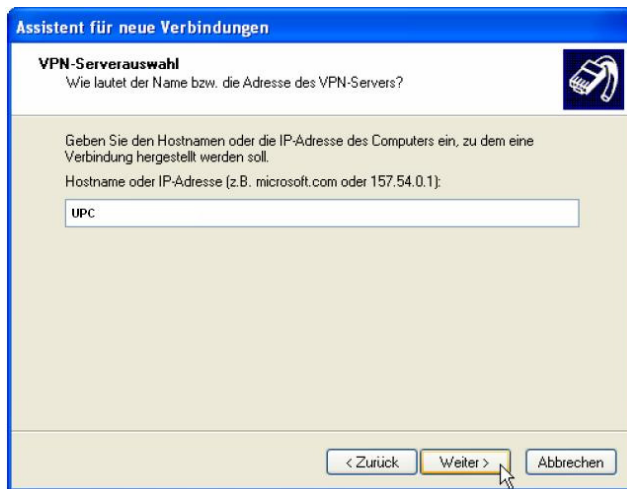 Assistent für neue Verbindungen
VPN-Serverauswahl
Wie lautet der Name bzw. die Adresse des VPN-Servers?
Geben Sie den Hostnamen oder die IP-Adresse des Computers ein, zu dem eine
Verbindung hergestellt werden soll.
Hostname oder IP-Adresse (z.B. microsoft.com oder 157.54.0.1):
UPC
< Zurück Weiter > Abbrechen